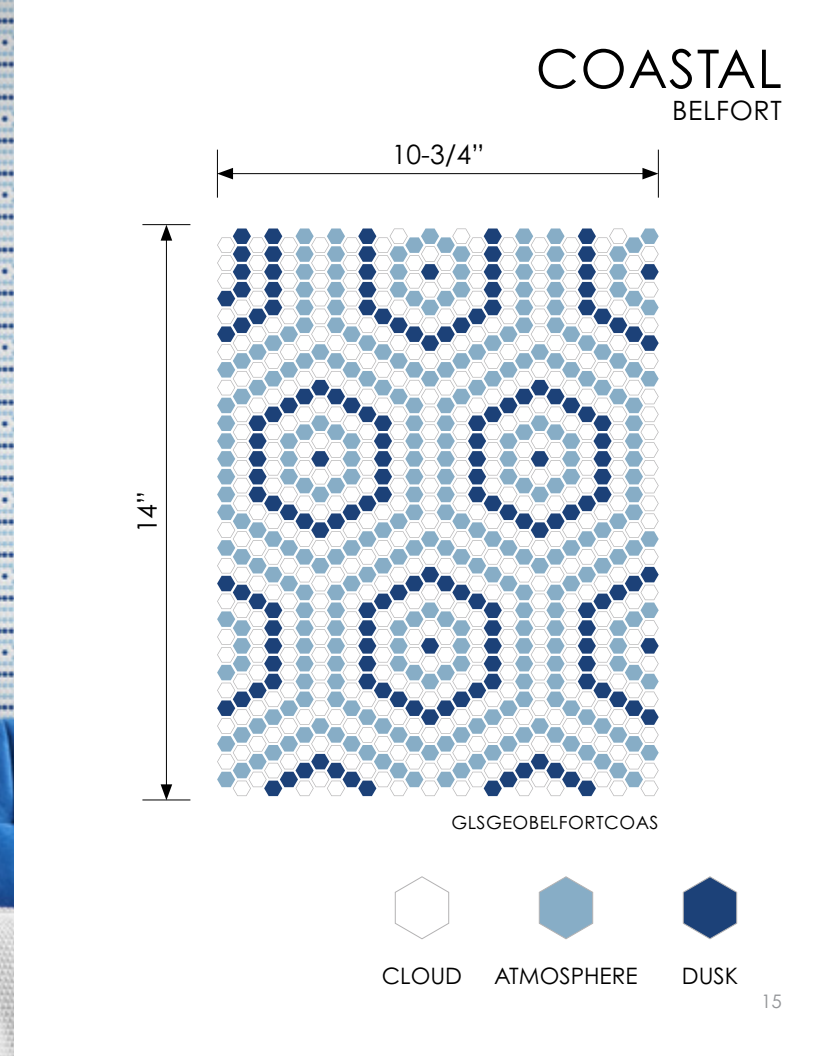 COASTAL
BELFORT
10-3/4”
14”
GLSGEOBELFORTCOAS
CLOUD
ATMOSPHERE
DUSK
15